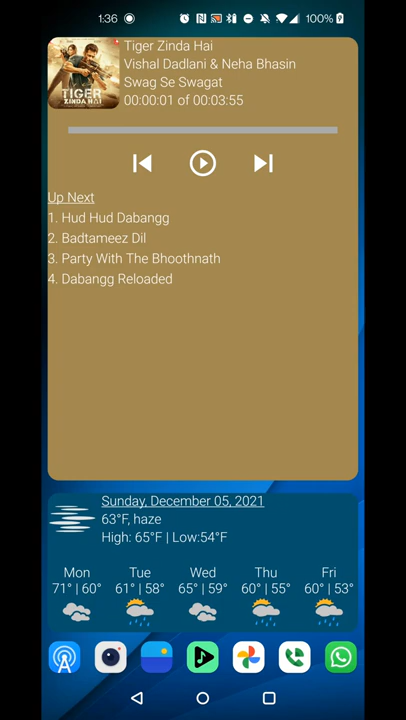 1:36
100%
TIGER
ZINDA HAI
Tiger Zinda Hai
Vishal Dadlani & Neha Bhasin
Swag Se Swagat
00:00:01 of 00:03:55
Up Next
1. Hud Hud Dabangg
2. Badtameez Dil
3. Party With The Bhoothnath
4. Dabangg Reloaded
Sunday, December 05, 2021
63°F, haze
High: 65°F | Low:54°F
Mon Tue Wed Thu Fri
71° | 60° 61° | 58° 65° | 59° 60° | 55° 60° | 53°